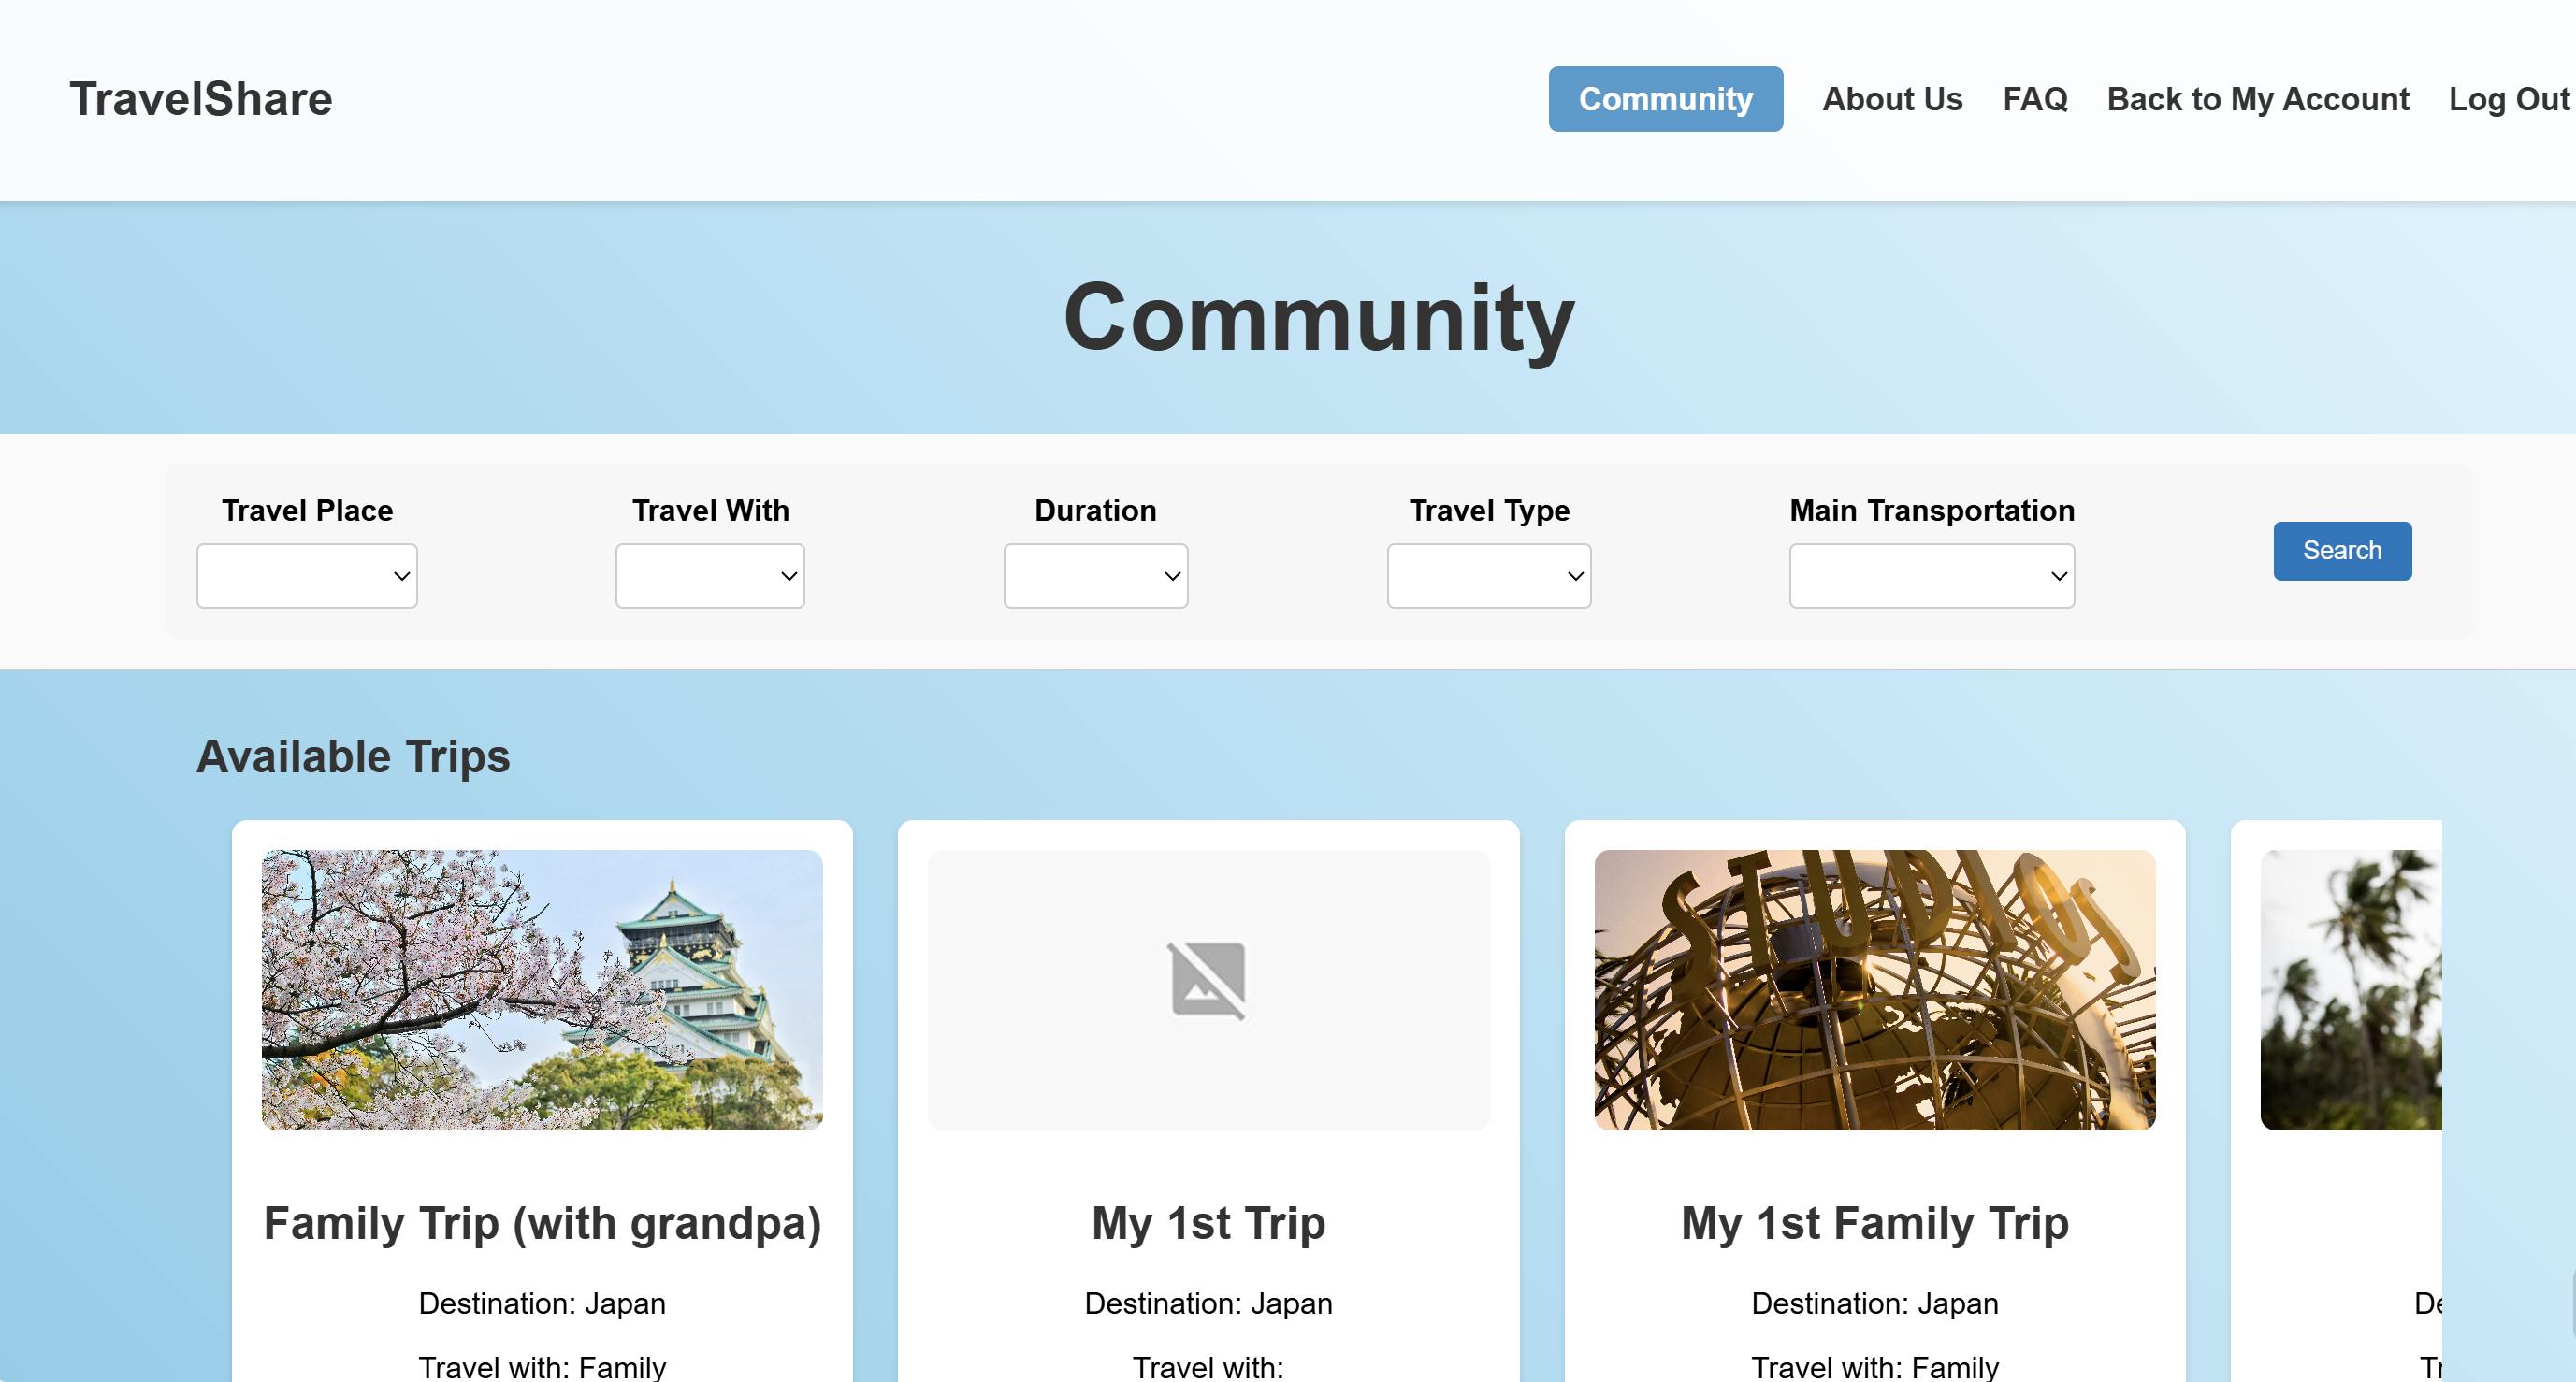 TravelShare
Community About Us FAQ Back to My Account Log Out
Community
Travel Place Travel With Duration Travel Type Main Transportation
Search
Available Trips
STUDIOS
Family Trip (with grandpa) My 1st Trip My 1st Family Trip
Destination: Japan Destination: Japan Destination: Japan De
Travel with: Family Travel with: Travel with: Family Tr